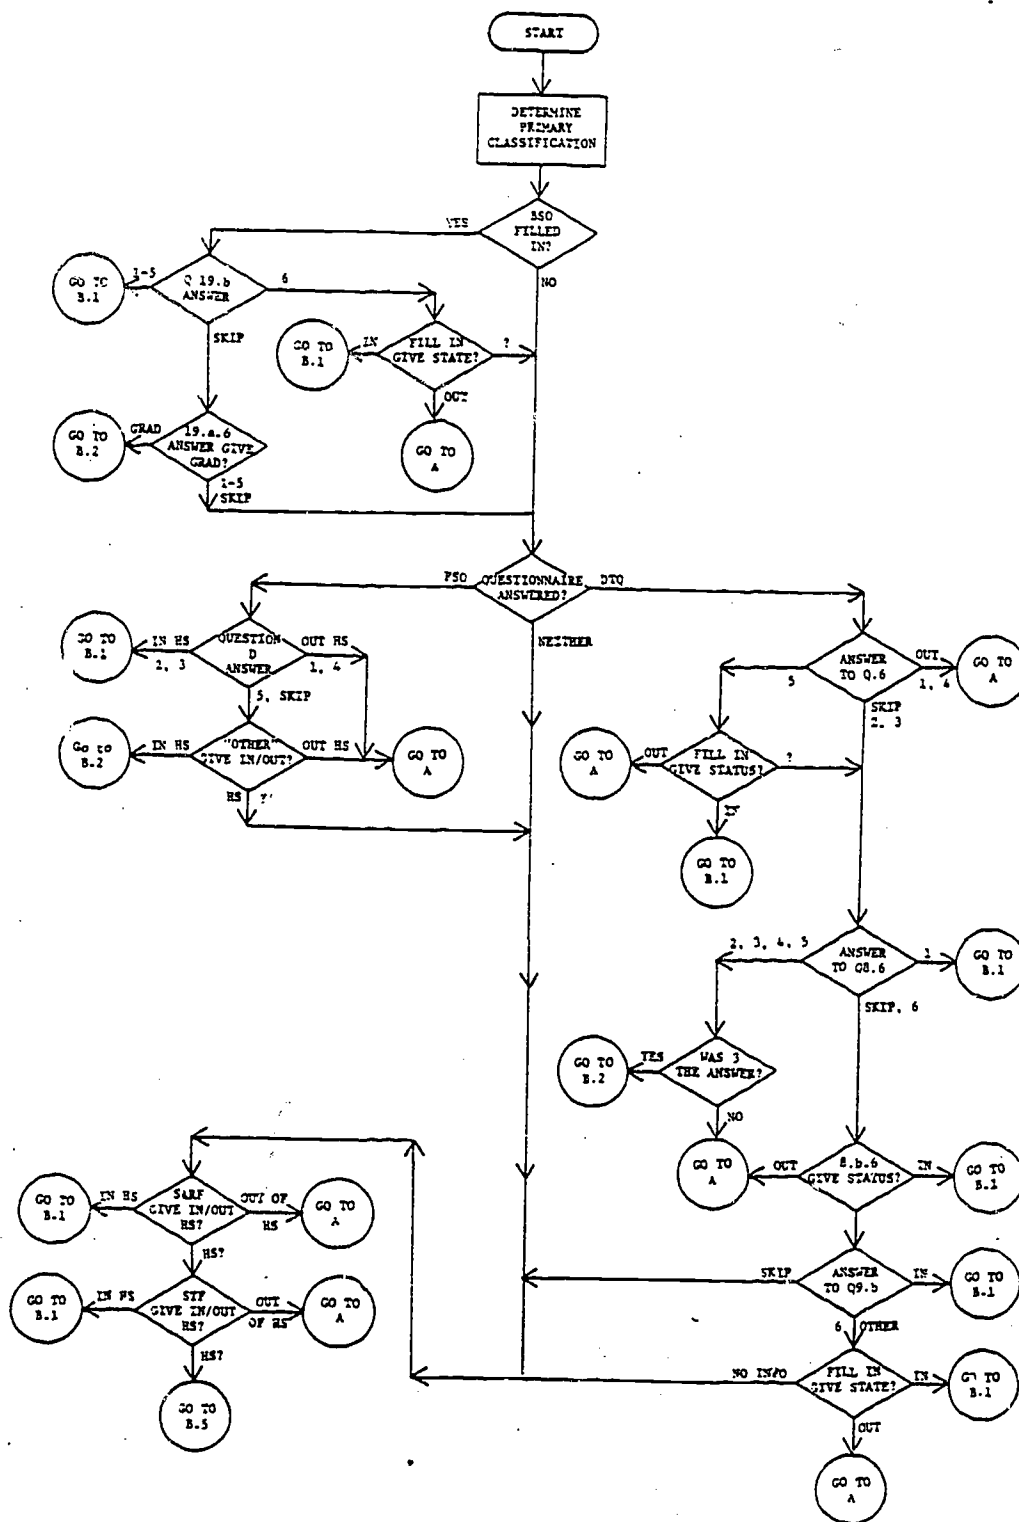 START
DETERMINE
PRIMARY
CLASSIFICATION
BSO
FILLED
IN?
YES
NO
GO TO
B.1
1-5
Q 19.b
ANSWER
6
SKIP
GO TO
B.1
IN
FILL IN
GIVE STATE?
?
OUT
GO TO
A
GO TO
B.2
GRAD
19.a.6
ANSWER GIVE
GRAD?
1-5
SKIP
FSO
QUESTIONNAIRE
ANSWERED?
DTQ
NEITHER
GO TO
B.1
IN HS
2, 3
QUESTION
D
ANSWER
OUT HS
1, 4
5, SKIP
GO TO
B.2
IN HS
"OTHER"
GIVE IN/OUT?
OUT HS
GO TO
A
HS ?
5
ANSWER
TO Q.6
OUT
1, 4
GO TO
A
SKIP
2, 3
GO TO
A
OUT
FILL IN
GIVE STATUS?
?
IN
GO TO
B.1
2, 3, 4, 5
ANSWER
TO Q8.6
1
GO TO
B.1
SKIP, 6
GO TO
B.2
YES
WAS 3
THE ANSWER?
NO
GO TO
A
OUT
8.b.6
GIVE STATUS?
IN
GO TO
B.1
GO TO
B.1
IN HS
SARF
GIVE IN/OUT
HS?
OUT OF
HS
GO TO
A
HS?
SKIP
ANSWER
TO Q9.b
IN
GO TO
B.1
6 OTHER
GO TO
B.1
IN HS
STF
GIVE IN/OUT
HS?
OUT
OF HS
GO TO
A
HS?
GO TO
B.5
NO INFO
FILL IN
GIVE STATE?
IN
GO TO
B.1
OUT
GO TO
A